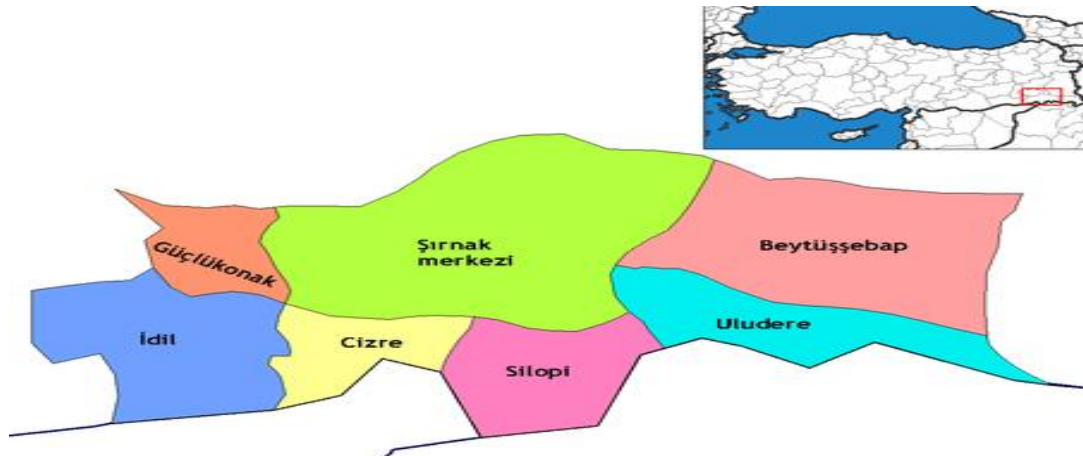 Güçlükonak
Şırnak
merkezi
Beytüşşebap
İdil
Cizre
Silopi
Uludere